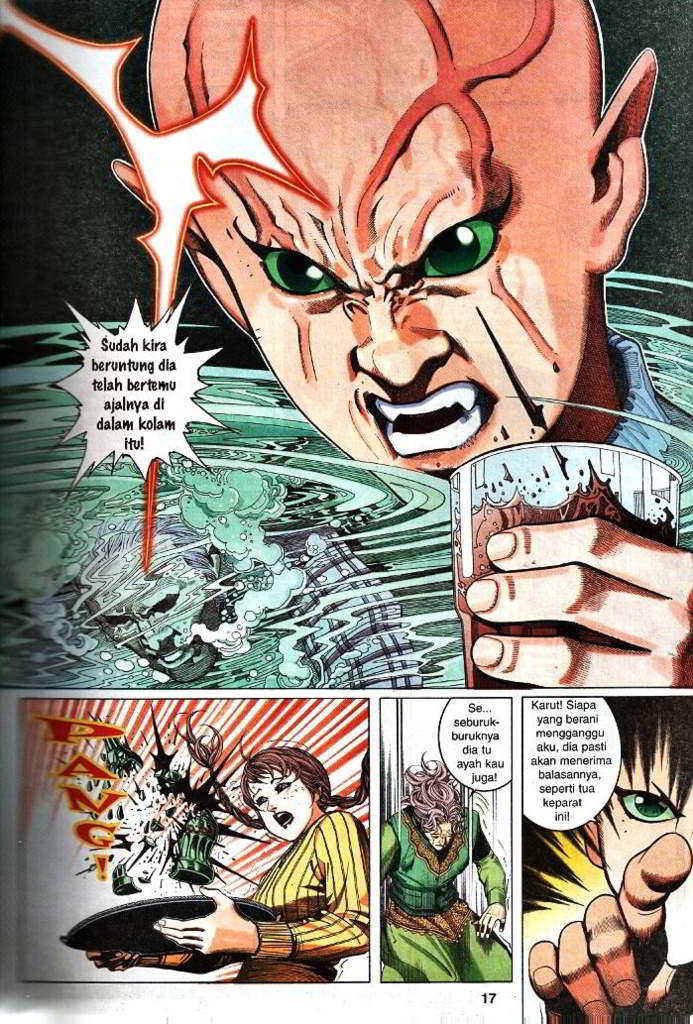 Sudah kira
beruntung dia
telah bertemu
ajalnya di
dalam kolam
itu!
PANG!
Se...
seburuk-
buruknya
dia tu
ayah kau
juga!
Karut! Siapa
yang berani
mengganggu
aku, dia pasti
akan menerima
balasannya,
seperti tua
keparat
ini!
17